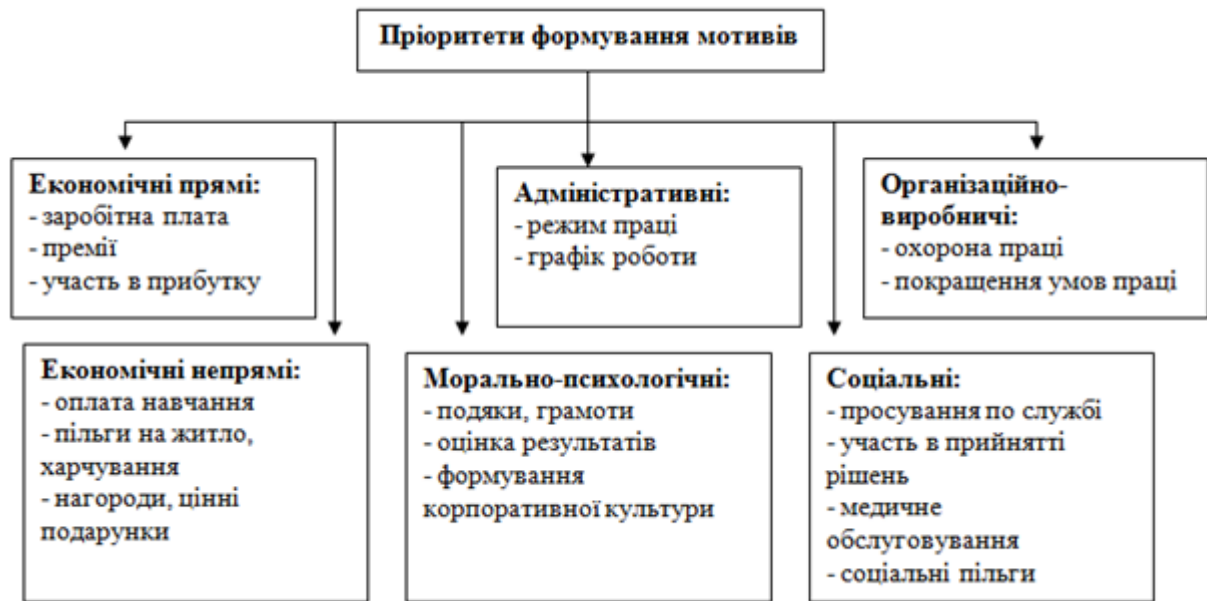 Пріоритети формування мотивів
Економічні прямі:
- заробітна плата
- премії
- участь в прибутку
Адміністративні:
- режим праці
- графік роботи
Організаційно-
виробничі:
- охорона праці
- покращення умов праці
Економічні непрямі:
- оплата навчання
- пільги на житло,
харчування
- нагороди, цінні
подарунки
Морально-психологічні:
- подяки, грамоти
- оцінка результатів
- формування
корпоративної культури
Соціальні:
- просування по службі
- участь в прийнятті
рішень
- медичне
обслуговування
- соціальні пільги